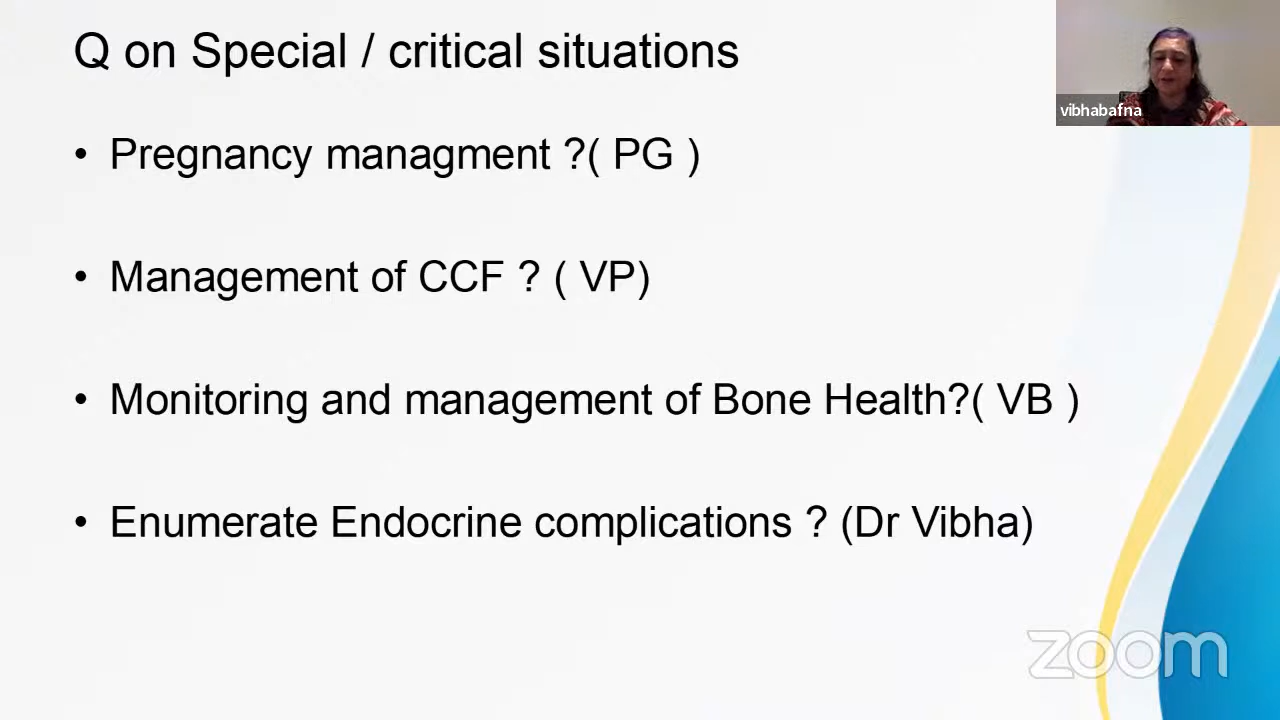 Q on Special / critical situations
vibhabafna
• Pregnancy managment ?( PG )
• Management of CCF ? ( VP)
• Monitoring and management of Bone Health?( VB )
• Enumerate Endocrine complications ? (Dr Vibha)
zoom